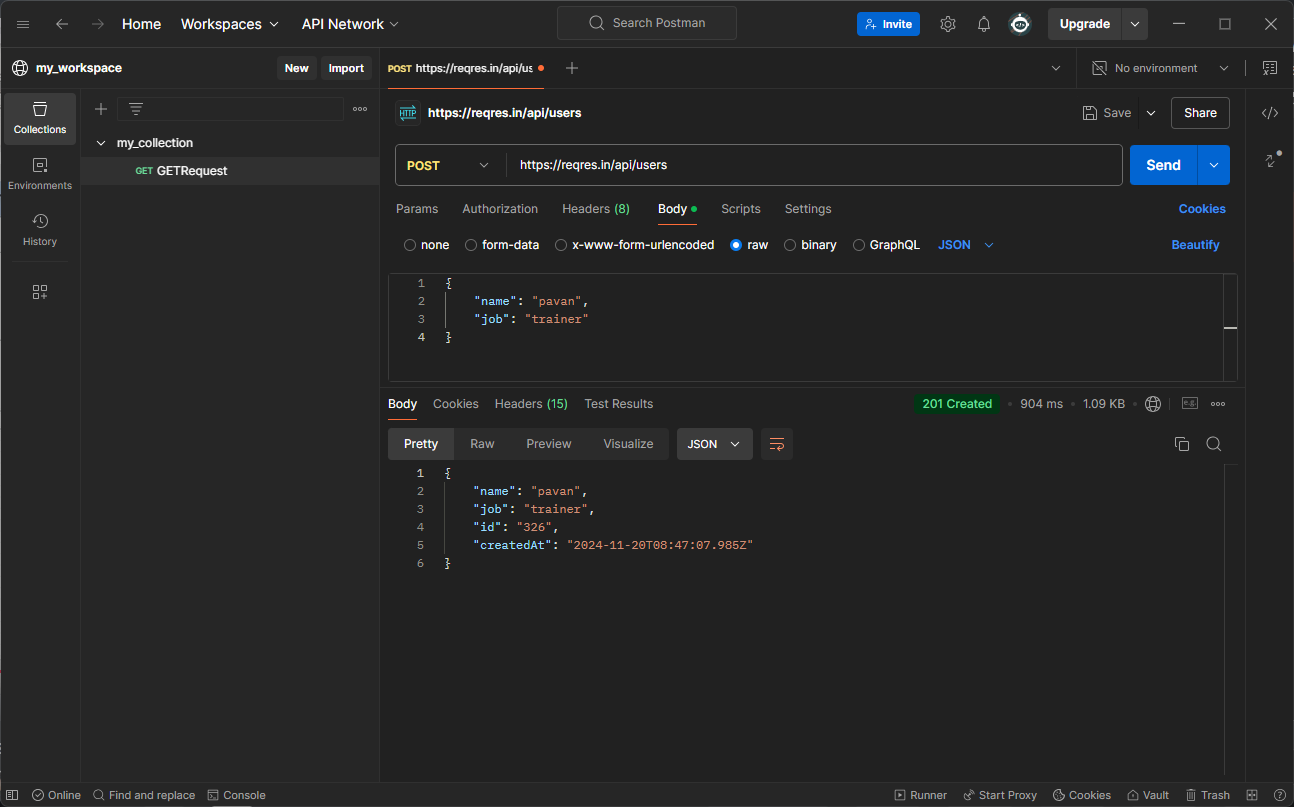 Home Workspaces API Network Search Postman Invite Upgrade
my_workspace New Import POST https://reqres.in/api/us No environment
Collections
Environments
History
my_collection
GET GETRequest
HTTP https://reqres.in/api/users Save Share
POST https://reqres.in/api/users Send
Params Authorization Headers (8) Body Scripts Settings Cookies
none form-data x-www-form-urlencoded raw binary GraphQL JSON Beautify
1 {
2 "name": "pavan",
3 "job": "trainer"
4 }
Body Cookies Headers (15) Test Results 201 Created 904 ms 1.09 KB e.g.
Pretty Raw Preview Visualize JSON
1 {
2 "name": "pavan",
3 "job": "trainer",
4 "id": "326",
5 "createdAt": "2024-11-20T08:47:07.985Z"
6 }
Online Find and replace Console Runner Start Proxy Cookies Vault Trash